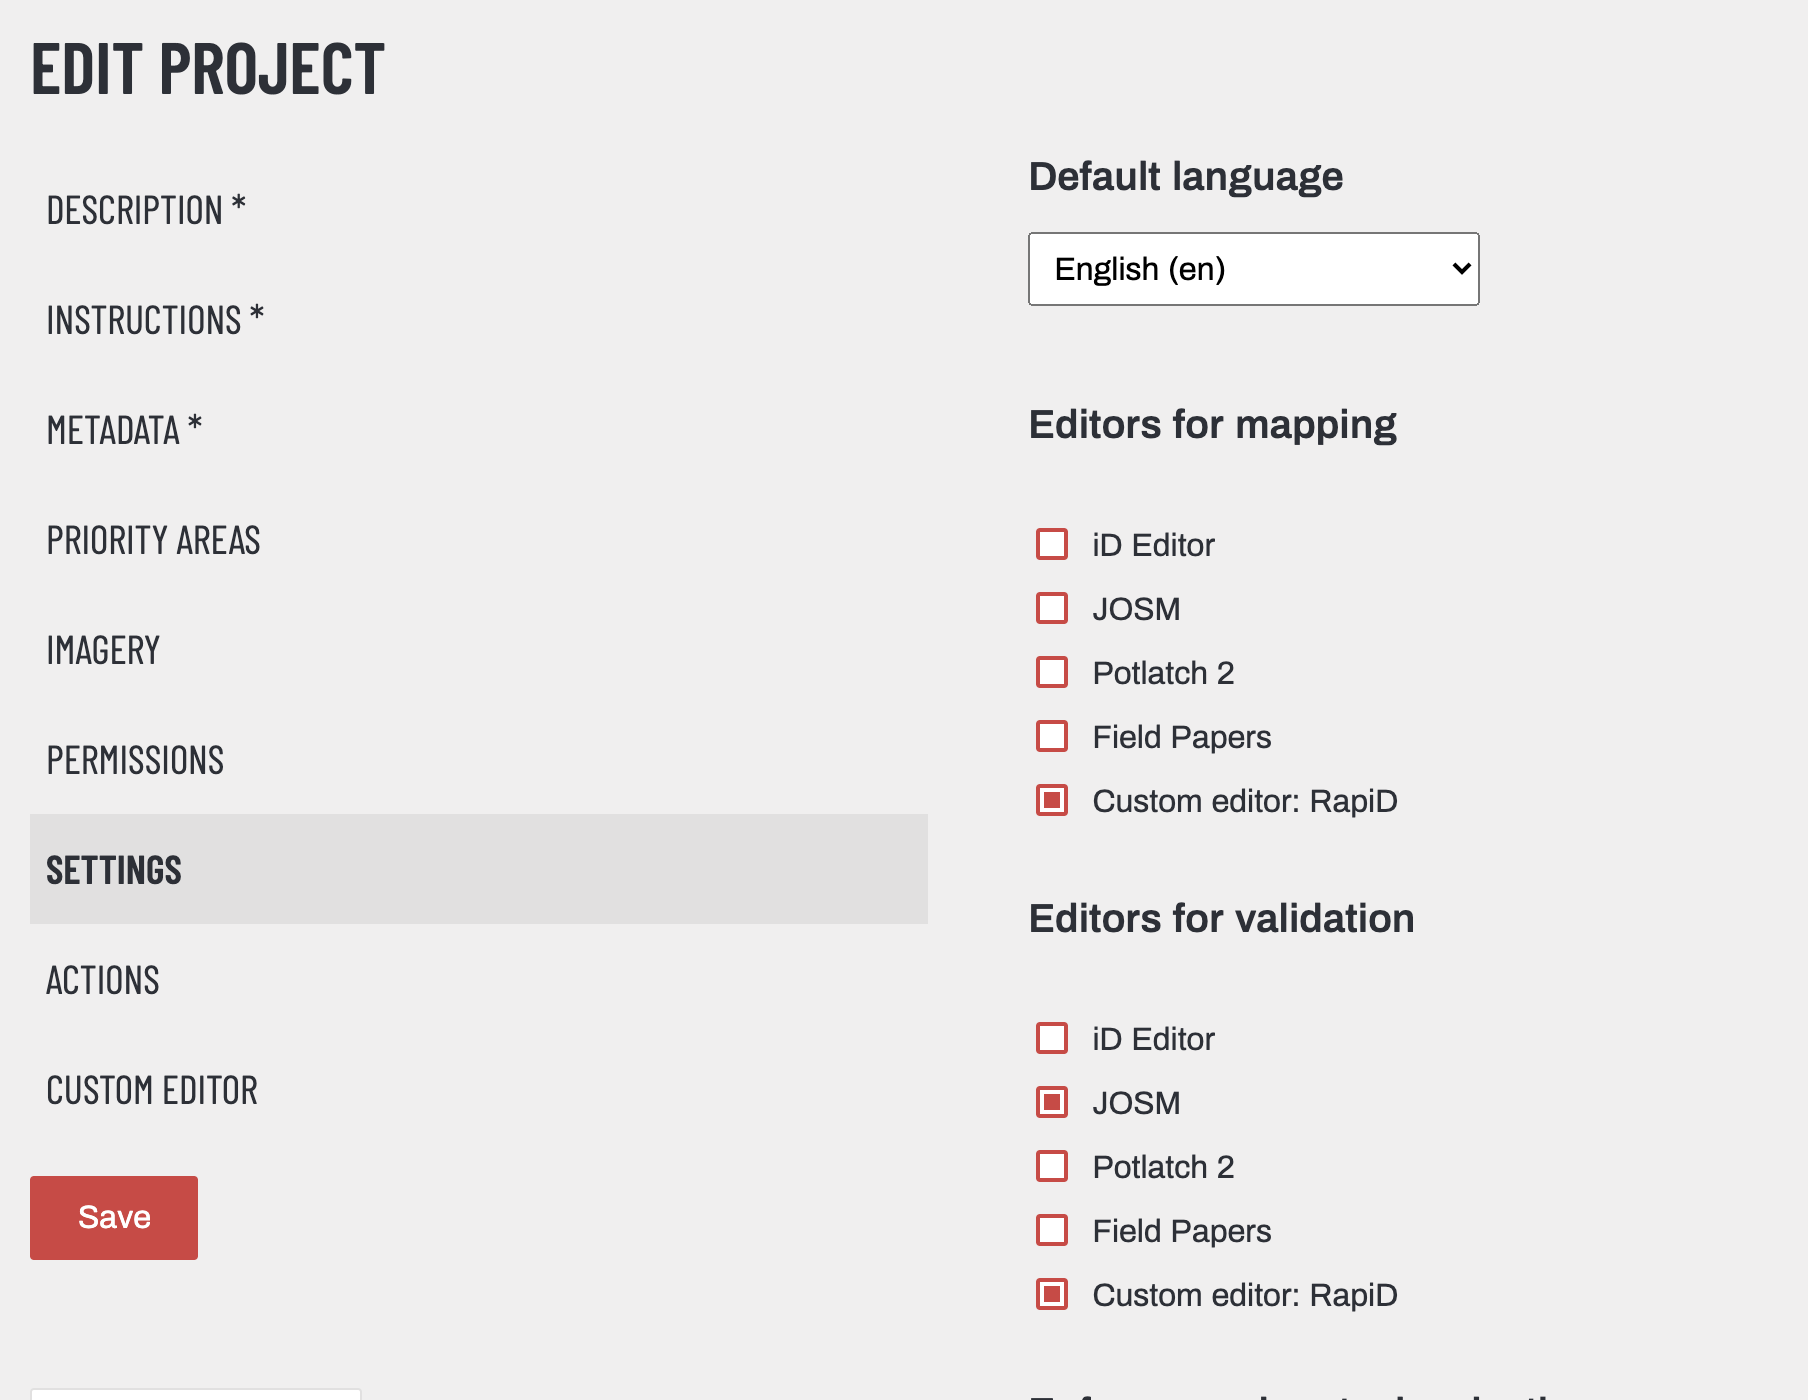 EDIT PROJECT
DESCRIPTION *
INSTRUCTIONS *
METADATA *
PRIORITY AREAS
IMAGERY
PERMISSIONS
SETTINGS
ACTIONS
CUSTOM EDITOR
Save
Default language
English (en)
Editors for mapping
iD Editor
JOSM
Potlatch 2
Field Papers
Custom editor: RapiD
Editors for validation
iD Editor
JOSM
Potlatch 2
Field Papers
Custom editor: RapiD